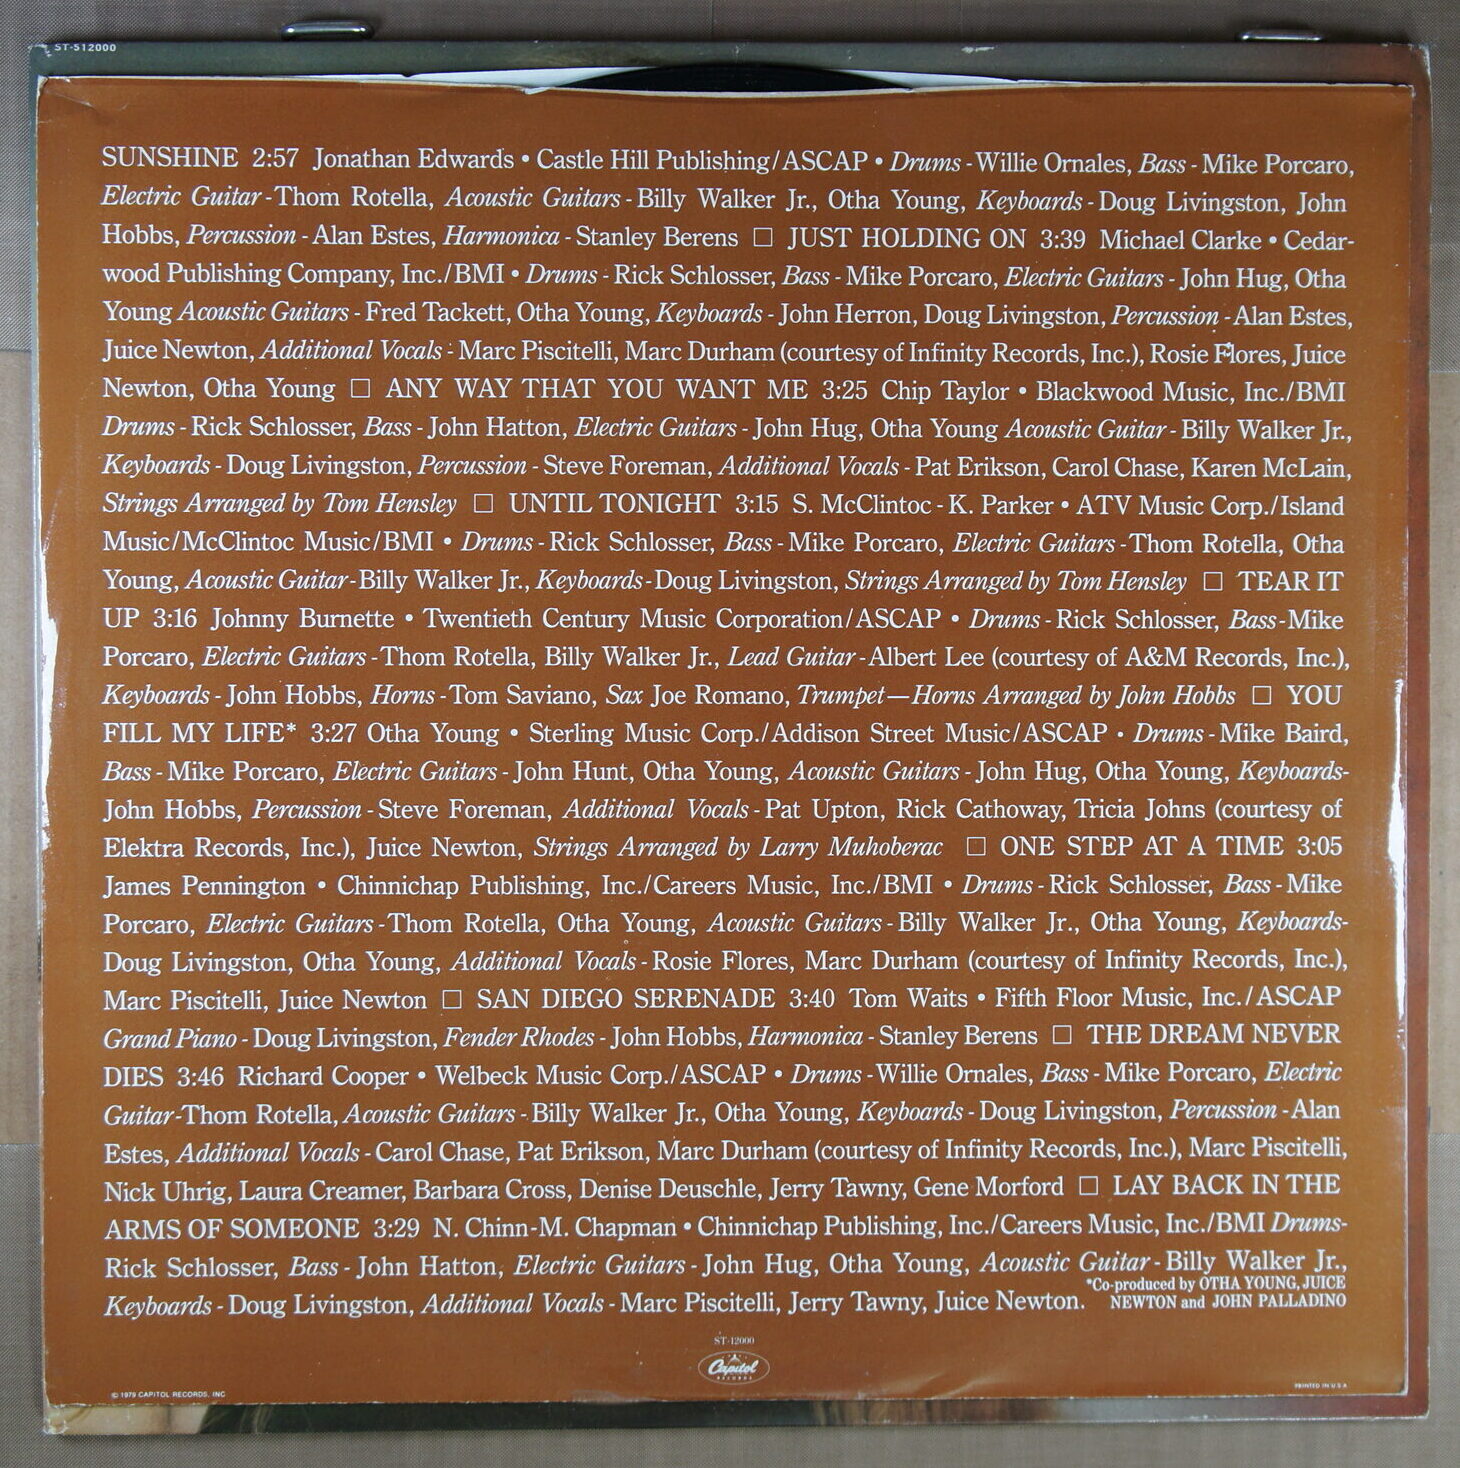 ST-512000
SUNSHINE 2:57 Jonathan Edwards • Castle Hill Publishing/ASCAP • Drums - Willie Ornales, Bass - Mike Porcaro,
Electric Guitar - Thom Rotella, Acoustic Guitars - Billy Walker Jr., Otha Young, Keyboards - Doug Livingston, John
Hobbs, Percussion - Alan Estes, Harmonica - Stanley Berens □ JUST HOLDING ON 3:39 Michael Clarke • Cedar-
wood Publishing Company, Inc./BMI • Drums - Rick Schlosser, Bass - Mike Porcaro, Electric Guitars - John Hug, Otha
Young Acoustic Guitars - Fred Tackett, Otha Young, Keyboards - John Herron, Doug Livingston, Percussion - Alan Estes,
Juice Newton, Additional Vocals - Marc Piscitelli, Marc Durham (courtesy of Infinity Records, Inc.), Rosie Flores, Juice
Newton, Otha Young □ ANY WAY THAT YOU WANT ME 3:25 Chip Taylor • Blackwood Music, Inc./BMI
Drums - Rick Schlosser, Bass - John Hatton, Electric Guitars - John Hug, Otha Young Acoustic Guitar - Billy Walker Jr.,
Keyboards - Doug Livingston, Percussion - Steve Foreman, Additional Vocals - Pat Erikson, Carol Chase, Karen McLain,
Strings Arranged by Tom Hensley □ UNTIL TONIGHT 3:15 S. McClintoc - K. Parker • ATV Music Corp./Island
Music/McClintoc Music/BMI • Drums - Rick Schlosser, Bass - Mike Porcaro, Electric Guitars - Thom Rotella, Otha
Young, Acoustic Guitar - Billy Walker Jr., Keyboards - Doug Livingston, Strings Arranged by Tom Hensley □ TEAR IT
UP 3:16 Johnny Burnette • Twentieth Century Music Corporation/ASCAP • Drums - Rick Schlosser, Bass - Mike
Porcaro, Electric Guitars - Thom Rotella, Billy Walker Jr., Lead Guitar - Albert Lee (courtesy of A&M Records, Inc.),
Keyboards - John Hobbs, Horns - Tom Saviano, Sax Joe Romano, Trumpet—Horns Arranged by John Hobbs □ YOU
FILL MY LIFE* 3:27 Otha Young • Sterling Music Corp./Addison Street Music/ASCAP • Drums - Mike Baird,
Bass - Mike Porcaro, Electric Guitars - John Hunt, Otha Young, Acoustic Guitars - John Hug, Otha Young, Keyboards-
John Hobbs, Percussion - Steve Foreman, Additional Vocals - Pat Upton, Rick Cathoway, Tricia Johns (courtesy of
Elektra Records, Inc.), Juice Newton, Strings Arranged by Larry Muhoberac □ ONE STEP AT A TIME 3:05
James Pennington • Chinnichap Publishing, Inc./Careers Music, Inc./BMI • Drums - Rick Schlosser, Bass - Mike
Porcaro, Electric Guitars - Thom Rotella, Otha Young, Acoustic Guitars - Billy Walker Jr., Otha Young, Keyboards-
Doug Livingston, Otha Young, Additional Vocals - Rosie Flores, Marc Durham (courtesy of Infinity Records, Inc.),
Marc Piscitelli, Juice Newton □ SAN DIEGO SERENADE 3:40 Tom Waits • Fifth Floor Music, Inc./ASCAP
Grand Piano - Doug Livingston, Fender Rhodes - John Hobbs, Harmonica - Stanley Berens □ THE DREAM NEVER
DIES 3:46 Richard Cooper • Welbeck Music Corp./ASCAP • Drums - Willie Ornales, Bass - Mike Porcaro, Electric
Guitar - Thom Rotella, Acoustic Guitars - Billy Walker Jr., Otha Young, Keyboards - Doug Livingston, Percussion - Alan
Estes, Additional Vocals - Carol Chase, Pat Erikson, Marc Durham (courtesy of Infinity Records, Inc.), Marc Piscitelli,
Nick Uhrig, Laura Creamer, Barbara Cross, Denise Deuschle, Jerry Tawny, Gene Morford □ LAY BACK IN THE
ARMS OF SOMEONE 3:29 N. Chinn-M. Chapman • Chinnichap Publishing, Inc./Careers Music, Inc./BMI Drums-
Rick Schlosser, Bass - John Hatton, Electric Guitars - John Hug, Otha Young, Acoustic Guitar - Billy Walker Jr.,
Keyboards - Doug Livingston, Additional Vocals - Marc Piscitelli, Jerry Tawny, Juice Newton.
*Co-produced by OTHA YOUNG, JUICE
NEWTON and JOHN PALLADINO
ST-12000
Capitol
RECORDS
© 1979 CAPITOL RECORDS, INC
PRINTED IN U.S.A